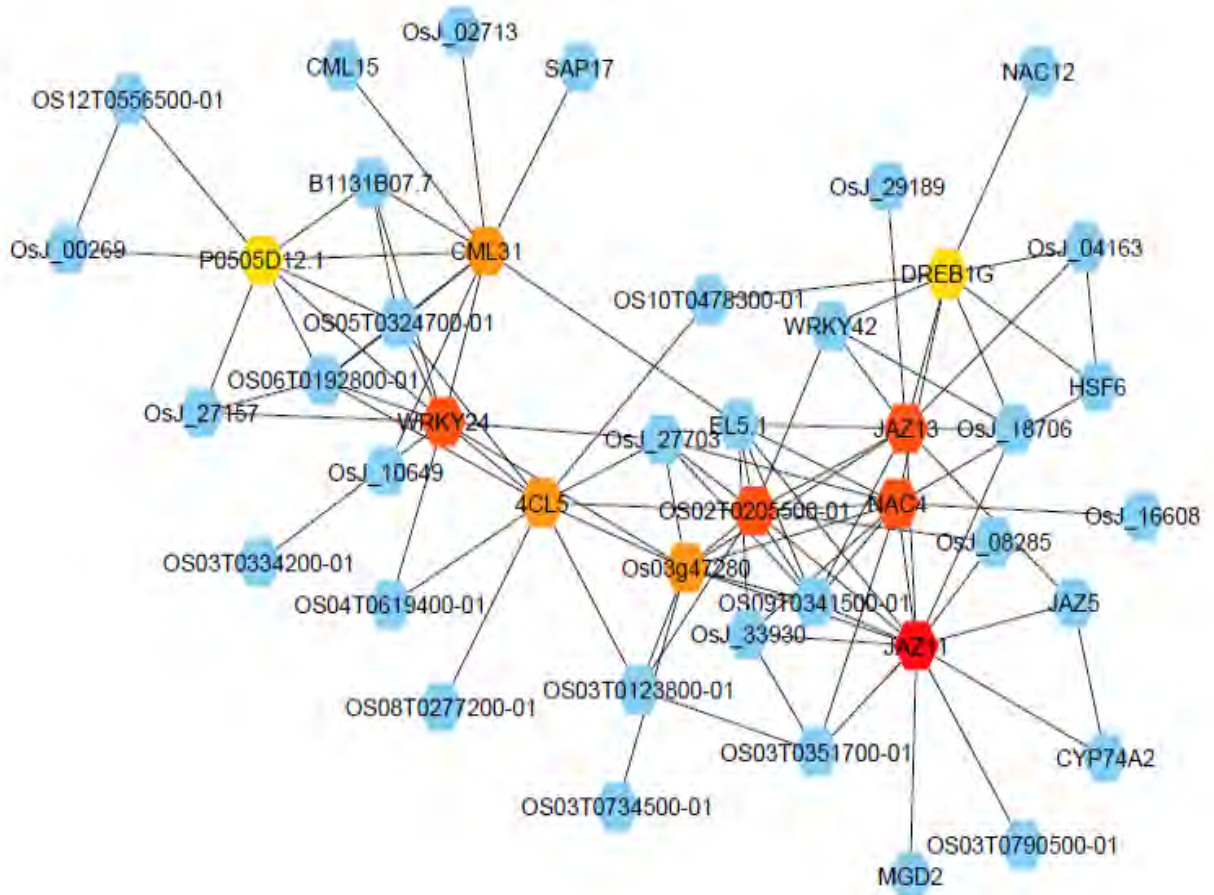 OsJ_02713
CML15
SAP17
NAC12
OS12T0556500-01
B1131B07.7
OsJ_29189
OsJ_00269
P0505D12.1
CML31
OsJ_04163
DREB1G
OS10T0478300-01
OS05T0324700-01
WRKY42
OS06T0192800-01
HSF6
OsJ_27157
WRKY24
EL5.1
JAZ13
OsJ_18706
OsJ_27703
OsJ_10649
4CL5
OS02T0205500-01
NAC4
OsJ_16608
OsJ_08285
OS03T0334200-01
Os03g47280
OS04T0619400-01
OS09T0341500-01
JAZ5
OsJ_33930
JAZ11
OS03T0123800-01
OS08T0277200-01
OS03T0351700-01
CYP74A2
OS03T0734500-01
OS03T0790500-01
MGD2